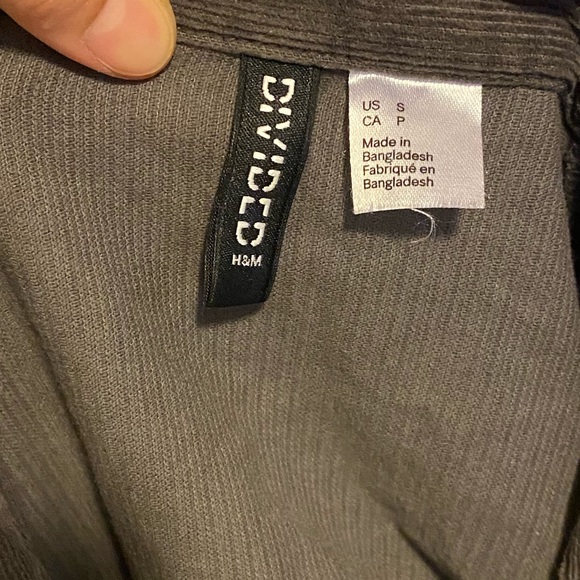 DIVIDED
H&M
US S
CA P
Made in
Bangladesh
Fabriqué en
Bangladesh